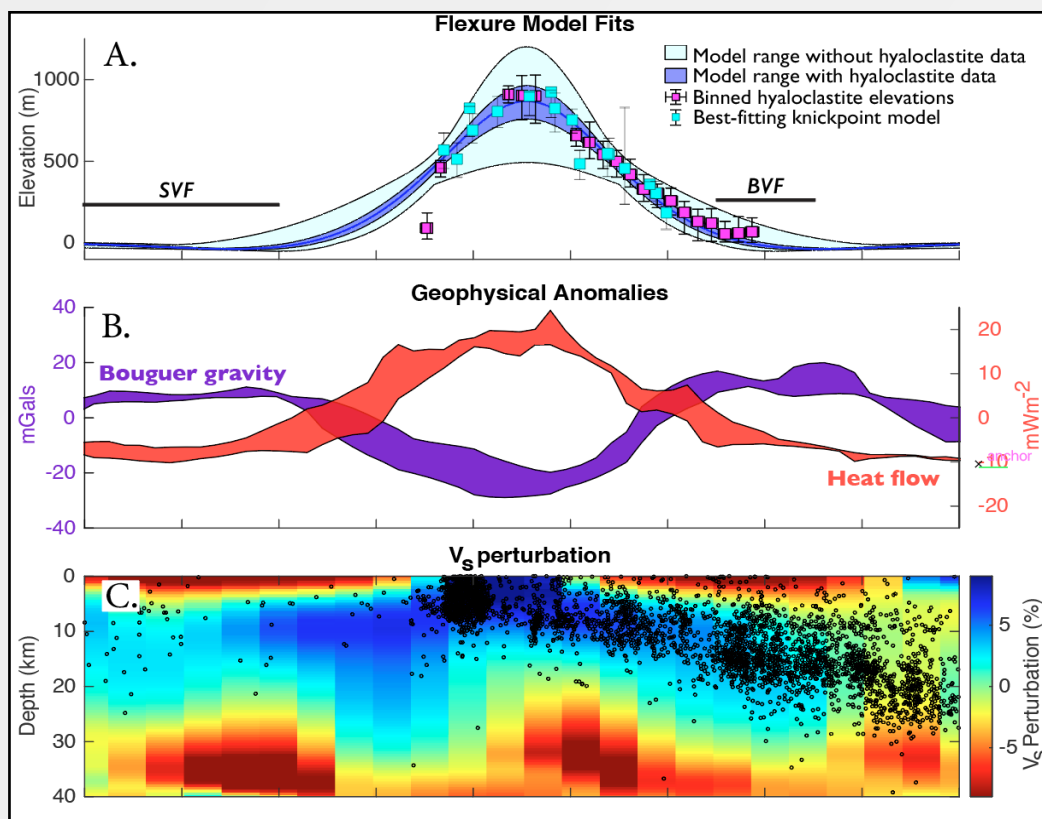 Flexure Model Fits
A.
Model range without hyaloclastite data
Model range with hyaloclastite data
Binned hyaloclastite elevations
Best-fitting knickpoint model
Elevation (m)
1000
500
0
SVF
BVF
Geophysical Anomalies
B.
Bouguer gravity
Heat flow
mGals
40
20
0
-20
-40
20
10
0
-10
-20
mWm-2
anchor
Vs perturbation
C.
Depth (km)
0
10
20
30
40
5
0
-5
Vs Perturbation (%)